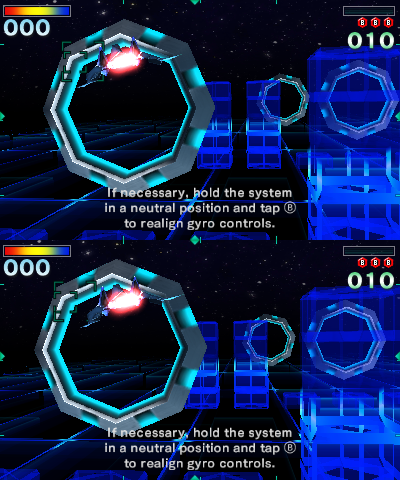 000
B B B
010
If necessary, hold the system
in a neutral position and tap Ⓑ
to realign gyro controls.
000
B B B
010
If necessary, hold the system
in a neutral position and tap Ⓑ
to realign gyro controls.